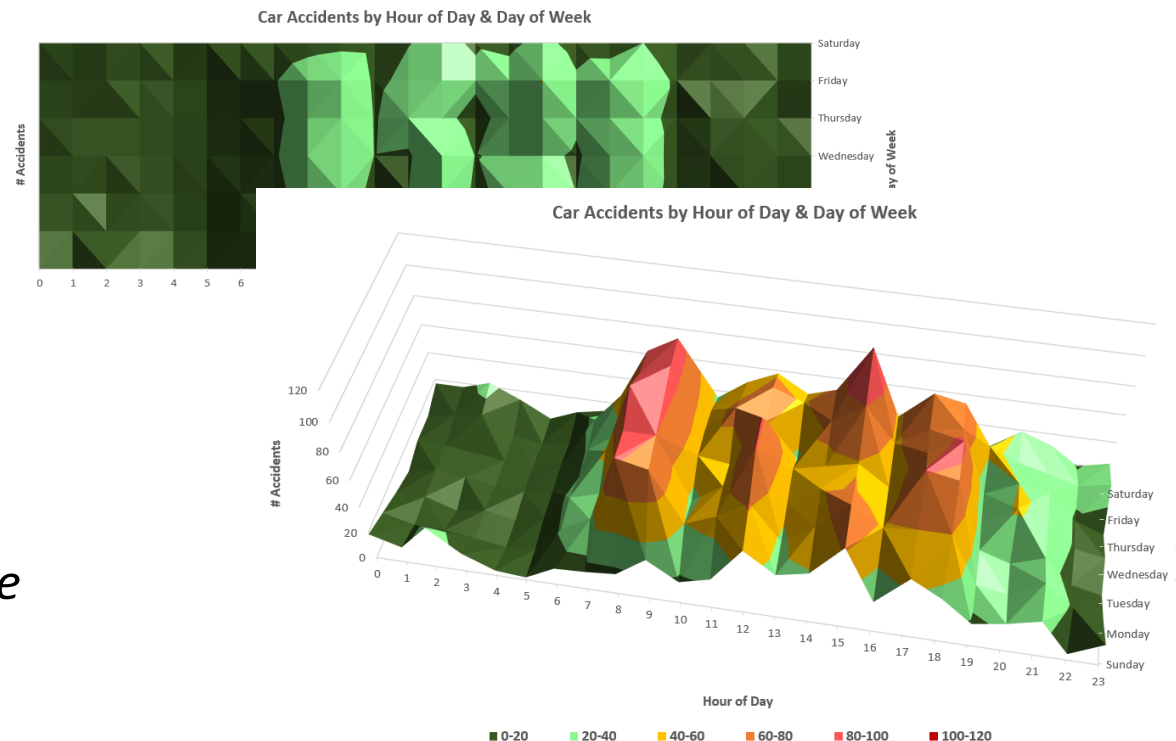 Car Accidents by Hour of Day & Day of Week
# Accidents
Saturday
Friday
Thursday
Wednesday
ay of Week
0 1 2 3 4 5 6
Car Accidents by Hour of Day & Day of Week
# Accidents
120
100
80
60
40
20
0
0 1 2 3 4 5 6 7 8 9 10 11 12 13 14 15 16 17 18 19 20 21 22 23
Saturday
Friday
Thursday
Wednesday
Tuesday
Monday
Sunday
e
Hour of Day
0-20 20-40 40-60 60-80 80-100 100-120